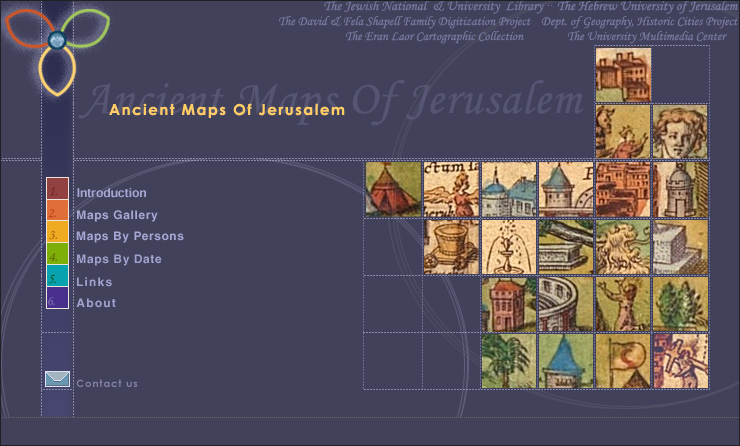 The Jewish National & University Library The Hebrew University of Jerusalem
The David & Fela Shapell Family Digitization Project Dept. of Geography, Historic Cities Project
The Eran Laor Cartographic Collection The University Multimedia Center
Ancient Maps Of Jerusalem
Ancient Maps Of Jerusalem
1. Introduction
2. Maps Gallery
3. Maps By Persons
4. Maps By Date
5. Links
6. About
Contact us
ctum